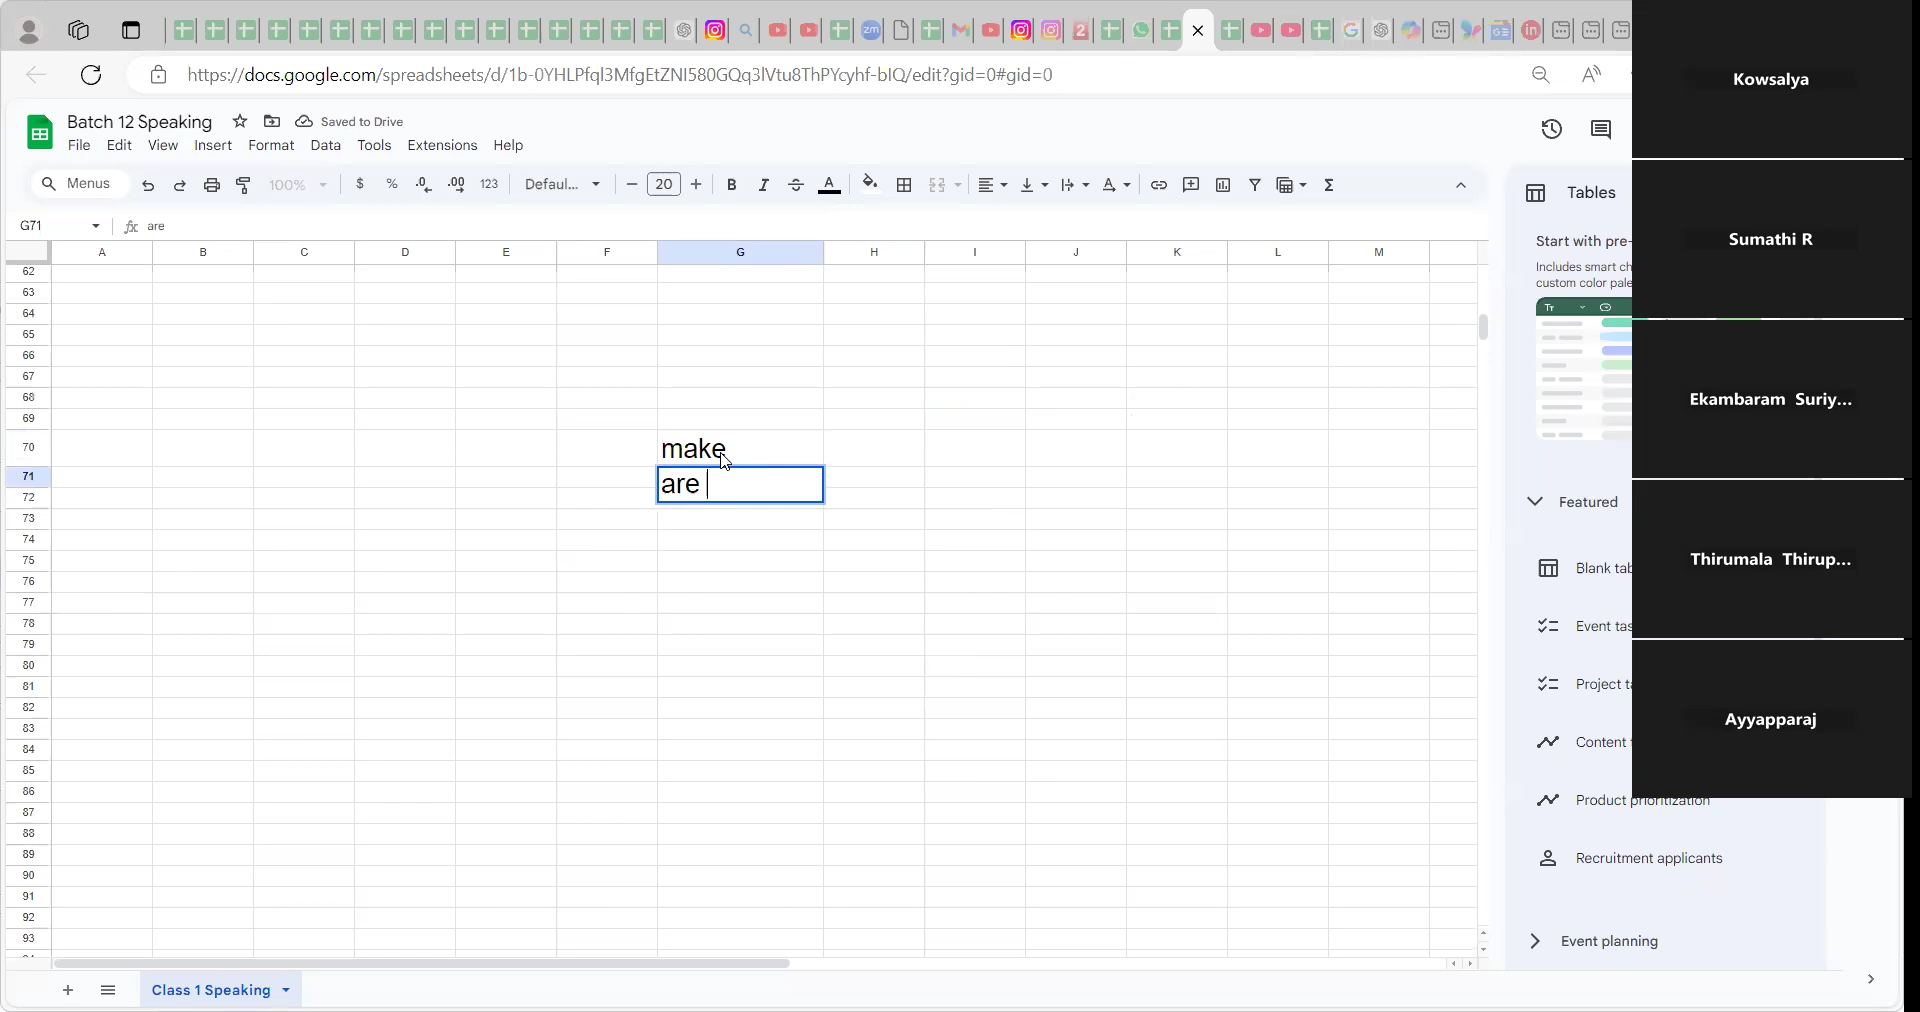 https://docs.google.com/spreadsheets/d/1b-0YHLPfql3MfgEtZNI580GQq3lVtu8ThPYcyhf-bIQ/edit?gid=0#gid=0
Kowsalya
Batch 12 Speaking
Saved to Drive
File Edit View Insert Format Data Tools Extensions Help
Menus 100% $ % .0 .00 123 Defaul... 20 B I A
Tables
G71 fx are
A B C D E F G H I J K L M
Start with pre-
Includes smart ch
custom color pale
Sumathi R
62
63
64
65
66
67
68
69
70 make
71 are
72
73
74
75
76
77
78
79
80
81
82
83
84
85
86
87
88
89
90
91
92
93
Ekambaram Suriy...
Featured
Blank tab
Thirumala Thirup...
Event tas
Project ta
Ayyapparaj
Content t
Product prioritization
Recruitment applicants
Event planning
Class 1 Speaking